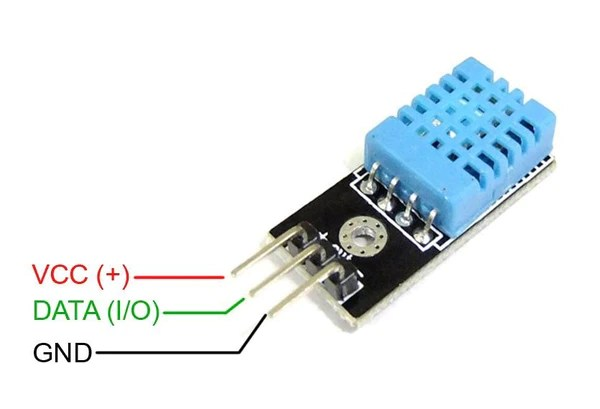 VCC (+)
DATA (I/O)
GND